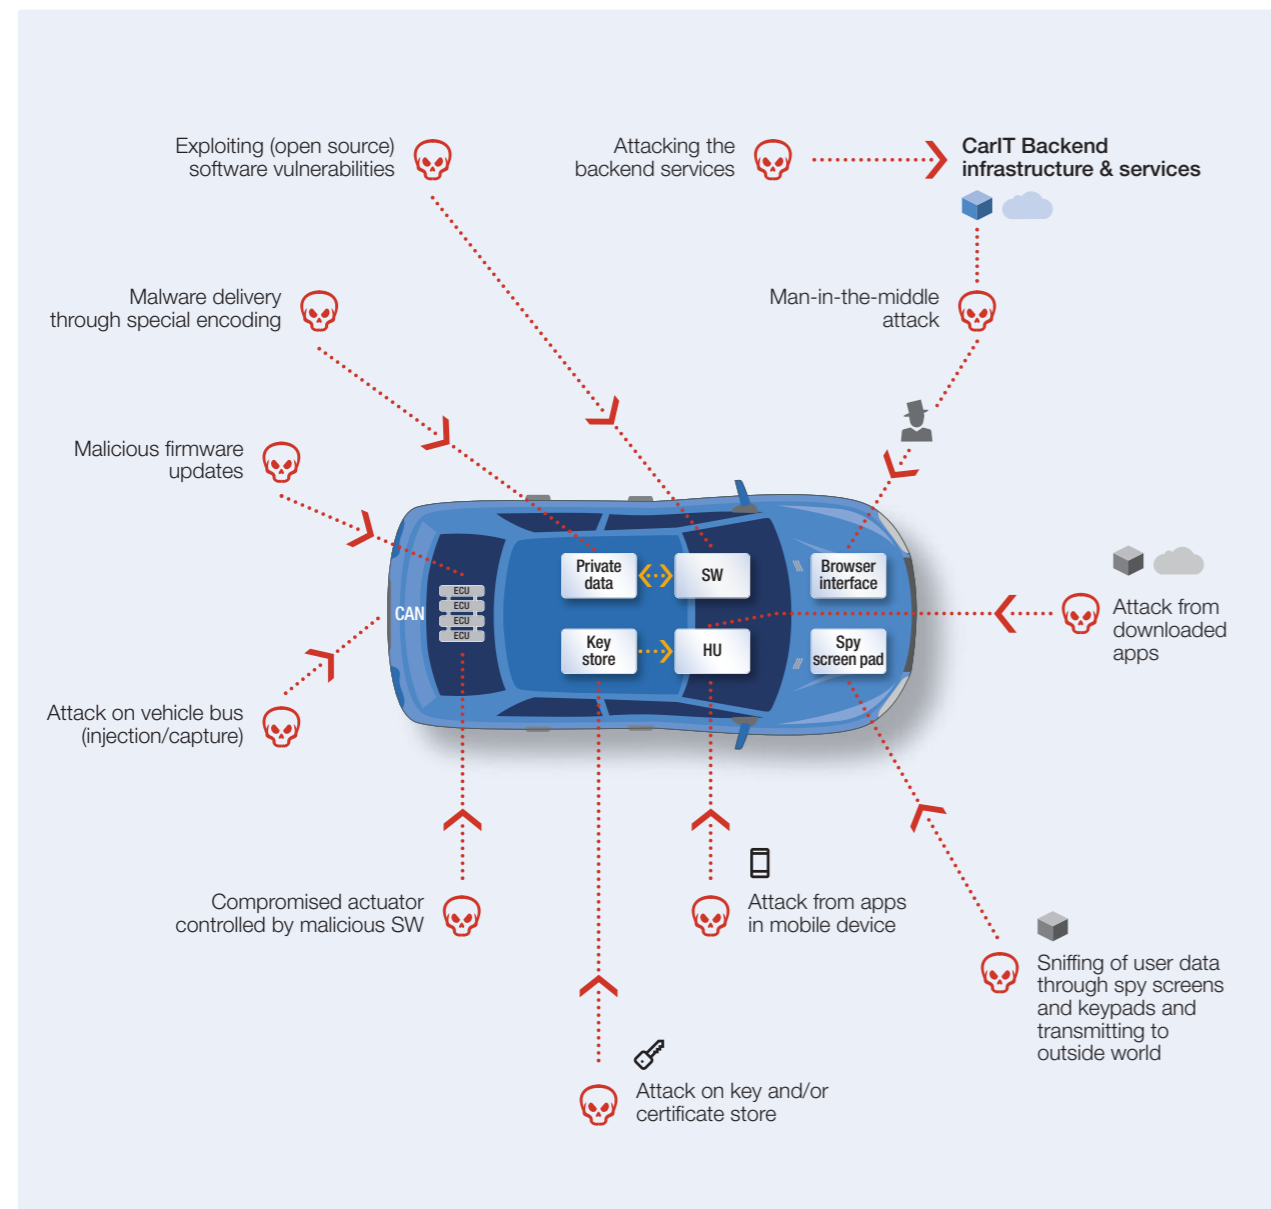 Exploiting (open source)
software vulnerabilities
Attacking the
backend services
CarIT Backend
infrastructure & services
Malware delivery
through special encoding
Man-in-the-middle
attack
Malicious firmware
updates
Private
data
SW
Browser
interface
CAN
ECU
ECU
ECU
ECU
Key
store
HU
Spy
screen pad
Attack from
downloaded
apps
Attack on vehicle bus
(injection/capture)
Compromised actuator
controlled by malicious SW
Attack from apps
in mobile device
Sniffing of user data
through spy screens
and keypads and
transmitting to
outside world
Attack on key and/or
certificate store